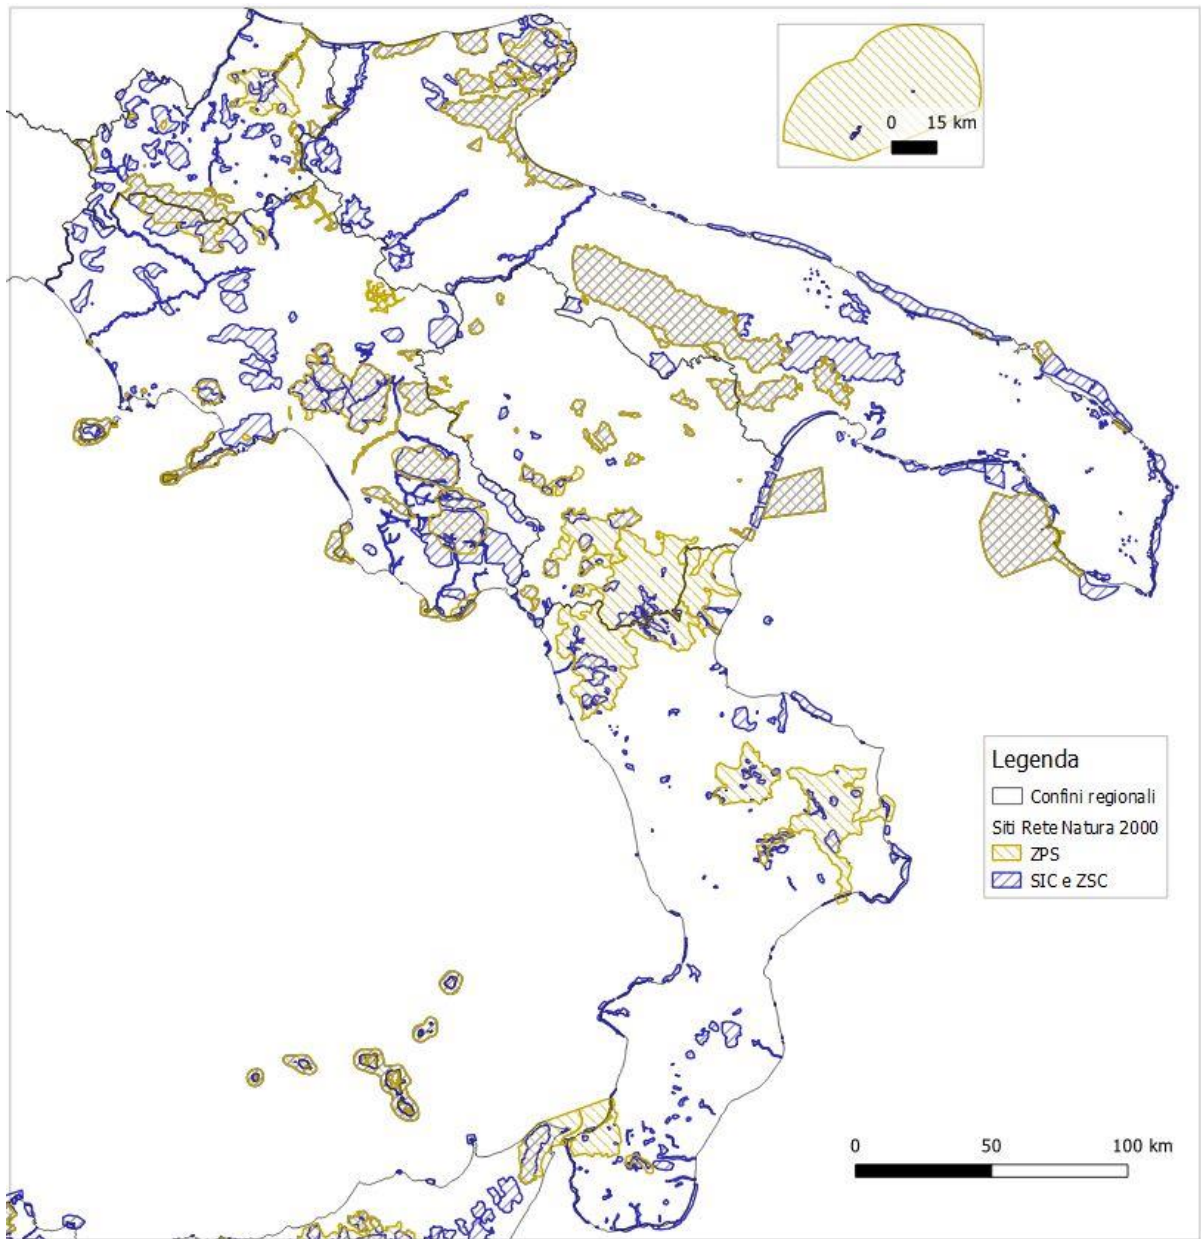 0 15 km
Legenda
Confini regionali
Siti Rete Natura 2000
ZPS
SIC e ZSC
0 50 100 km